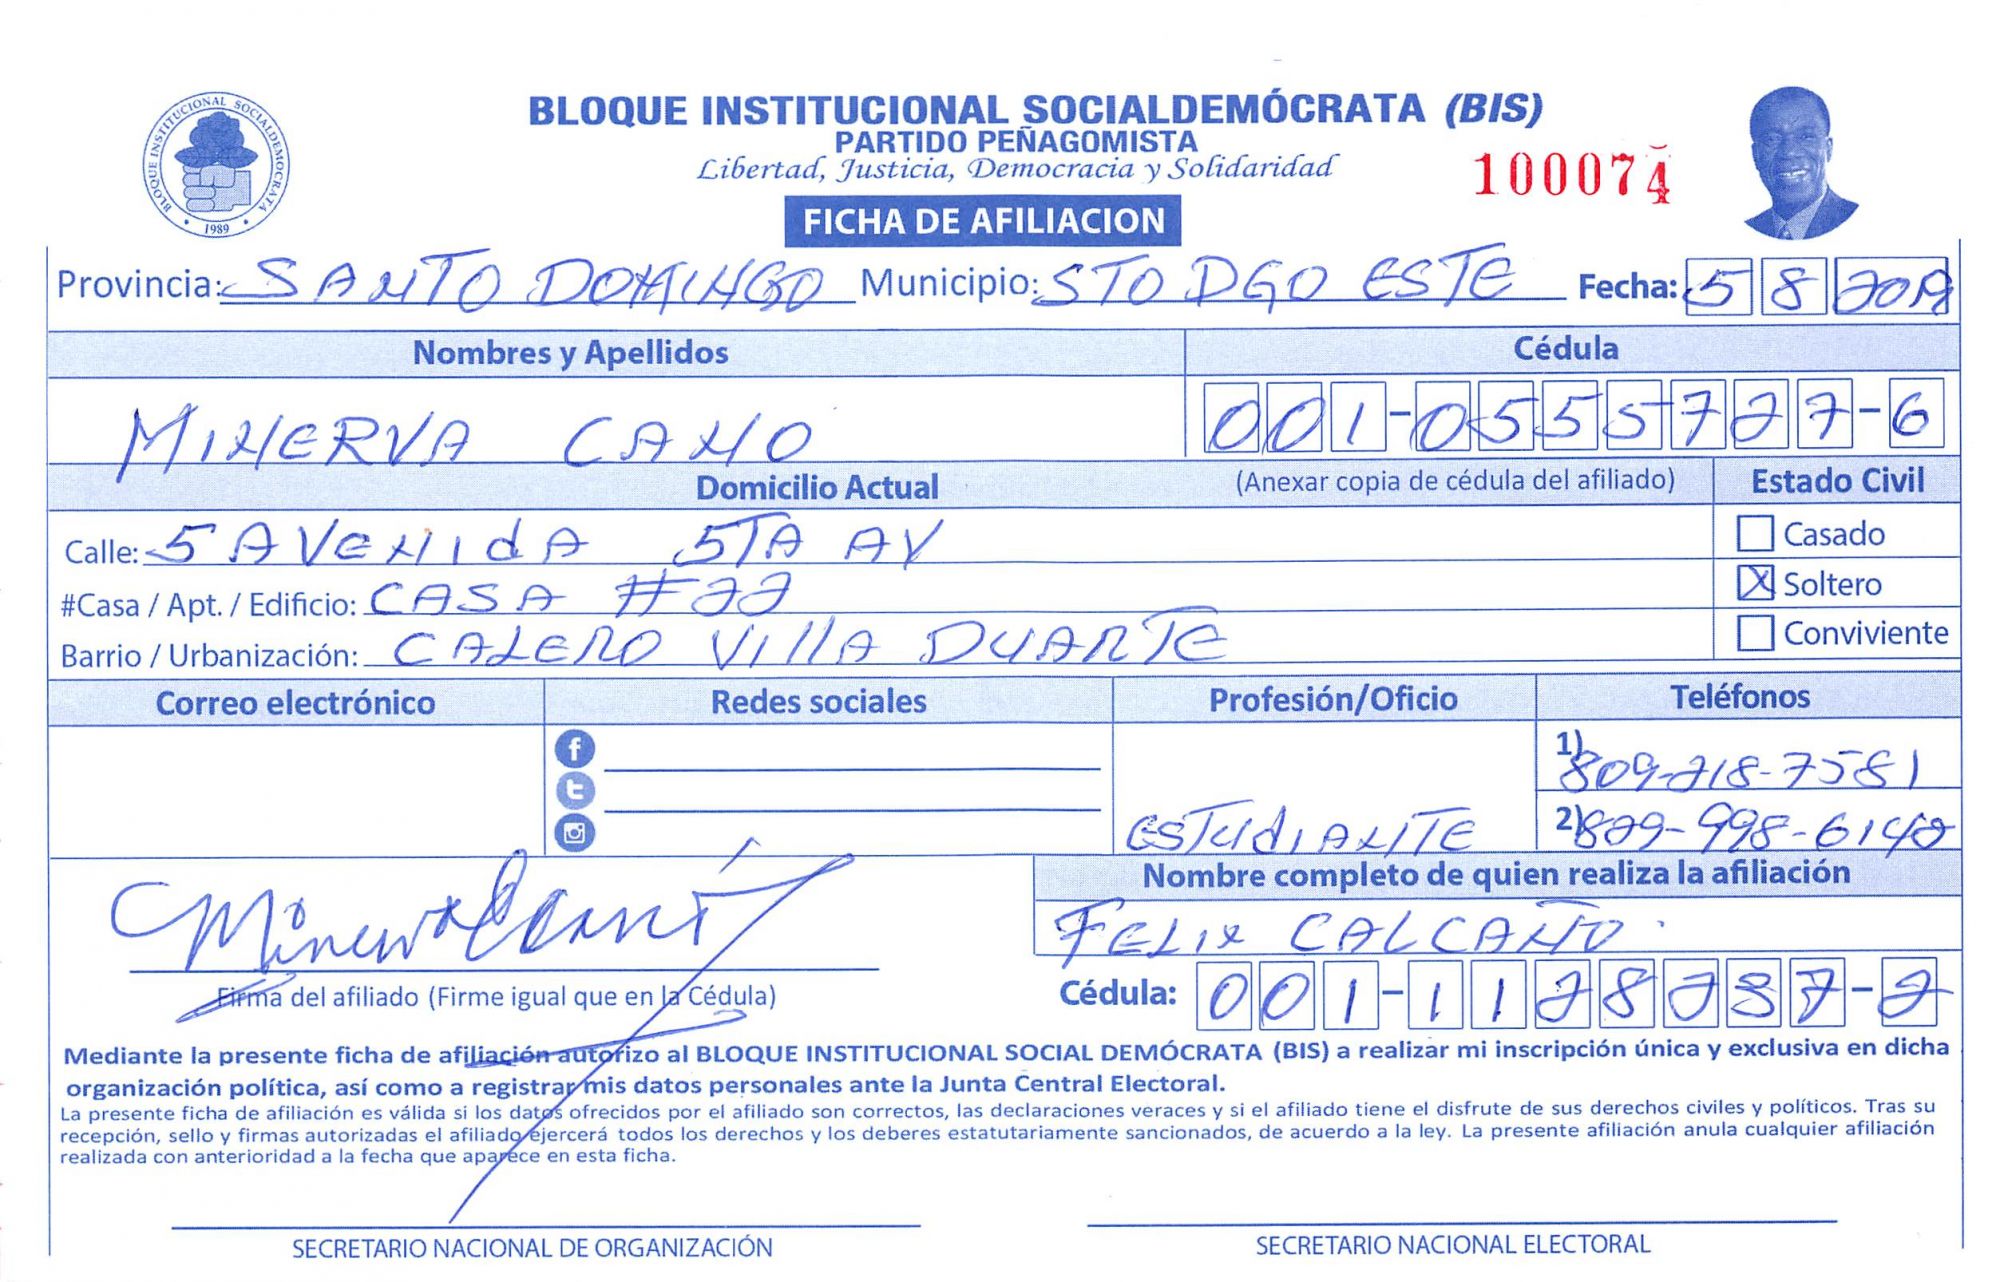 BLOQUE INSTITUCIONAL SOCIALDEMOCRATA
1989
BLOQUE INSTITUCIONAL SOCIALDEMÓCRATA (BIS)
PARTIDO PEÑAGOMISTA
Libertad, Justicia, Democracia y Solidaridad
100074
FICHA DE AFILIACION
Provincia: SANTO DOMINGO Municipio: STO DGO ESTE Fecha: 5 8 2019
Nombres y Apellidos Cédula
MINERVA CANO 001-0555727-6
Domicilio Actual (Anexar copia de cédula del afiliado) Estado Civil
Calle: 5 AVENIdA 5TA AV Casado
#Casa / Apt. / Edificio: CASA #22 X Soltero
Barrio / Urbanización: CALERO VillA DUARTE Conviviente
Correo electrónico Redes sociales Profesión/Oficio Teléfonos
1) 809-218-7581
ESTUdIANTE 2) 829-998-6142
Nombre completo de quien realiza la afiliación
Minerva Cano
FELIX CALCAÑO
Firma del afiliado (Firme igual que en la Cédula) Cédula: 001-1128237-2
Mediante la presente ficha de afiliación autorizo al BLOQUE INSTITUCIONAL SOCIAL DEMÓCRATA (BIS) a realizar mi inscripción única y exclusiva en dicha
organización política, así como a registrar mis datos personales ante la Junta Central Electoral.
La presente ficha de afiliación es válida si los datos ofrecidos por el afiliado son correctos, las declaraciones veraces y si el afiliado tiene el disfrute de sus derechos civiles y políticos. Tras su
recepción, sello y firmas autorizadas el afiliado ejercerá todos los derechos y los deberes estatutariamente sancionados, de acuerdo a la ley. La presente afiliación anula cualquier afiliación
realizada con anterioridad a la fecha que aparece en esta ficha.
SECRETARIO NACIONAL DE ORGANIZACIÓN SECRETARIO NACIONAL ELECTORAL